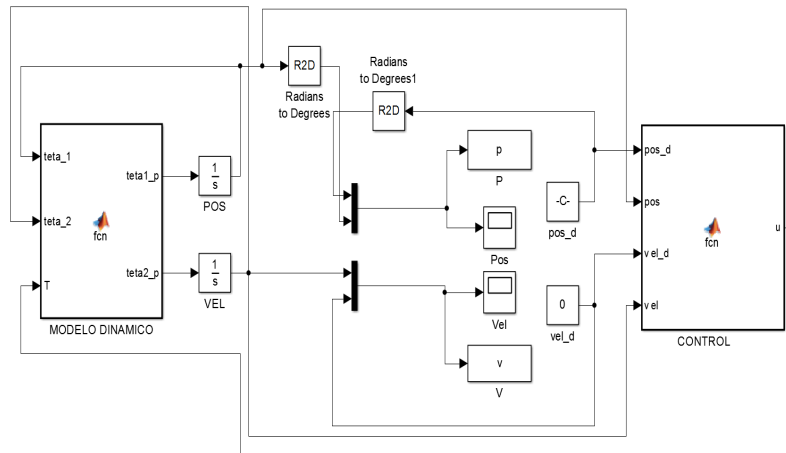 R2D
Radians
to Degrees
Radians
to Degrees1
R2D
teta_1
teta_2
T
fcn
teta1_p
teta2_p
MODELO DINAMICO
1
s
POS
1
s
VEL
p
P
Pos
Vel
v
V
-C-
pos_d
0
vel_d
pos_d
pos
vel_d
vel
fcn
u
CONTROL